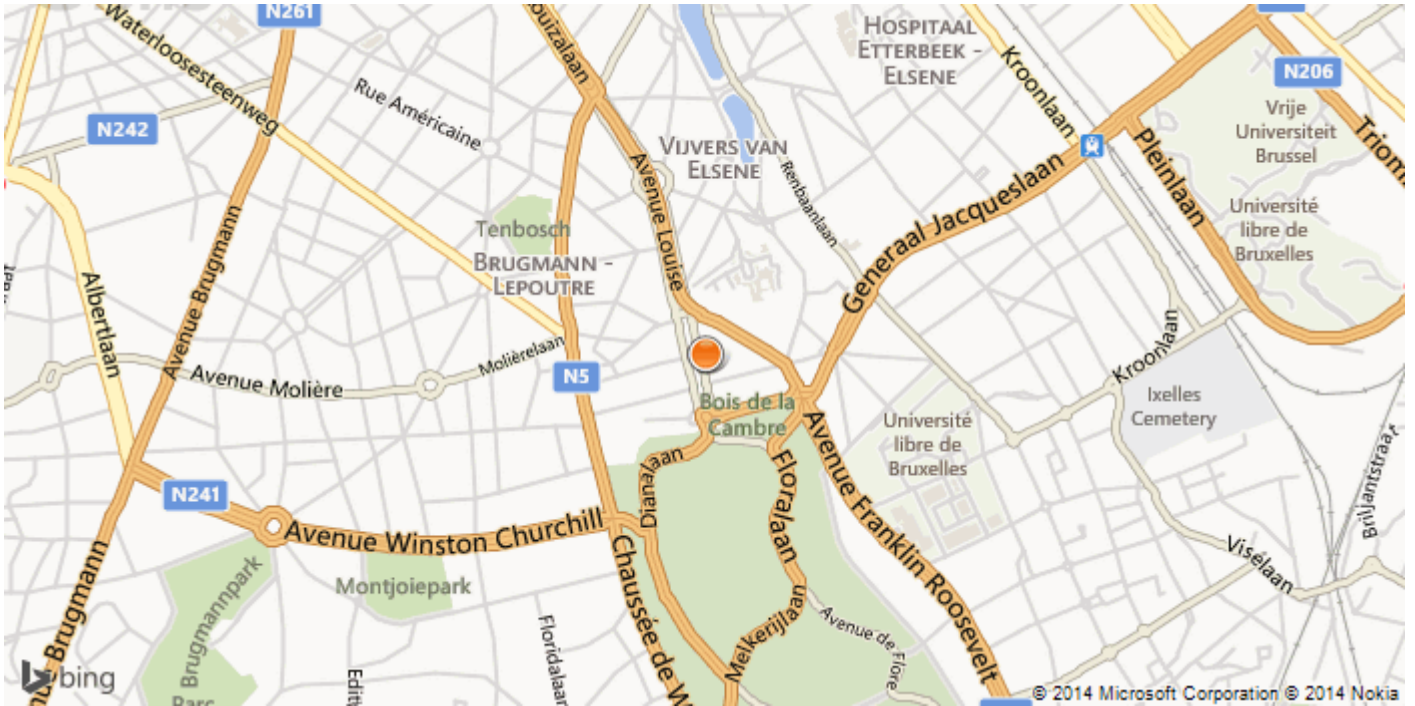 N261
Waterloosesteenweg
Louizalaan
HOSPITAAL
ETTERBEEK -
ELSENE
Kroonlaan
N206
N242
Rue Américaine
VIJVERS VAN
ELSENE
Vrije
Universiteit
Brussel
Pleinlaan
Avenue Louise
Renbaanlaan
Generaal Jacqueslaan
Université
libre de
Bruxelles
Tenbosch
BRUGMANN -
LEPOUTRE
Avenue Brugmann
Albertlaan
Avenue Molière
Molièrelaan
N5
Kroonlaan
Ixelles
Cemetery
Bois de la
Cambre
Université
libre de
Bruxelles
Dianalaan
Floralaan
Avenue Franklin Roosevelt
N241
Avenue Winston Churchill
Chaussée de W
Briljantstraat
Visélaan
Montjoiepark
Brugmannpark
Melkerijlaan
Avenue de Flore
Floridalaan
Edith
Brugmann
Parc
bing
© 2014 Microsoft Corporation © 2014 Nokia